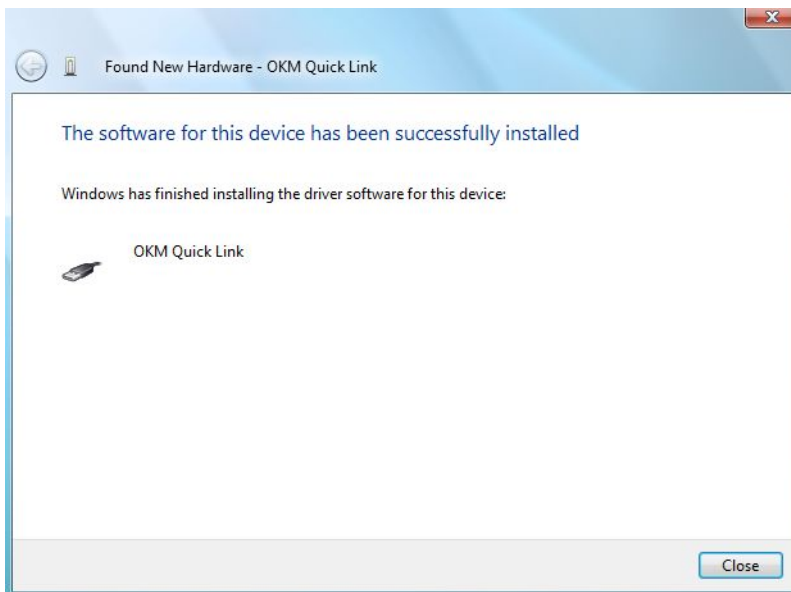 Found New Hardware - OKM Quick Link
The software for this device has been successfully installed
Windows has finished installing the driver software for this device:
OKM Quick Link
Close